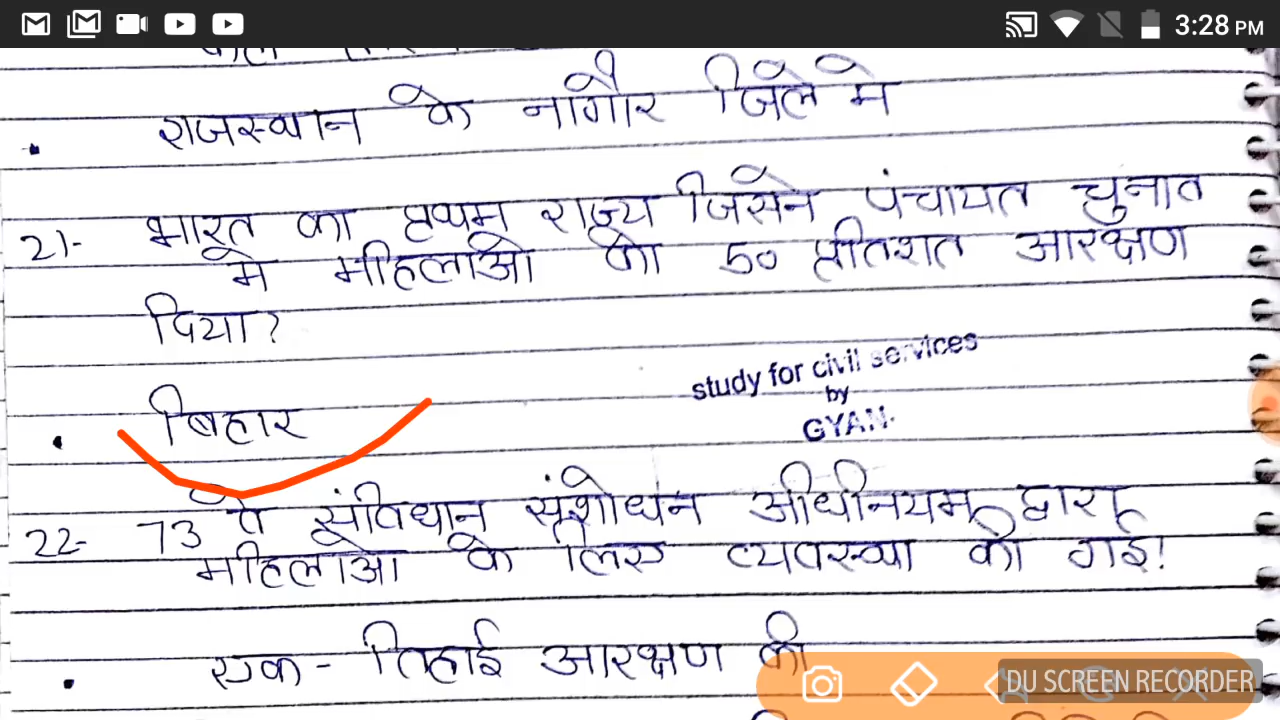 3:28 PM
राजस्थान के नागौर जिले मे
21- भारत का प्रथम राज्य जिसने पंचायत चुनाव
मे महिलाओ को 50 प्रतिशत आरक्षण
दिया?
study for civil services
by
GYAN.
बिहार
22- 73 वे संविधान संशोधन अधिनियम द्वारा
महिलाओ के लिए व्यवस्था की गई!
एक - तिहाई आरक्षण की
DU SCREEN RECORDER